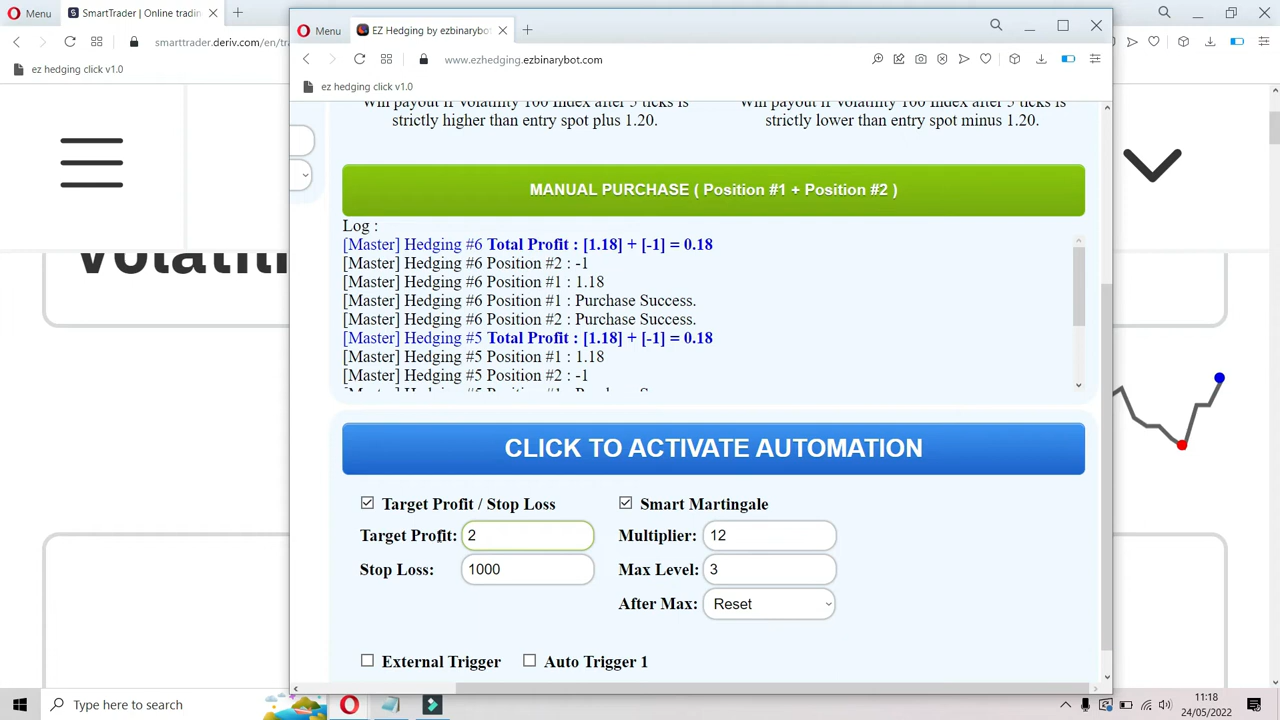 Menu
SmartTrader | Online tradin
smarttrader.deriv.com/en/tra
ez hedging click v1.0
Menu
EZ Hedging by ezbinarybot
www.ezhedging.ezbinarybot.com
ez hedging click v1.0
Will payout if Volatility 100 Index after 5 ticks is
strictly higher than entry spot plus 1.20.
Will payout if Volatility 100 Index after 5 ticks is
strictly lower than entry spot minus 1.20.
MANUAL PURCHASE ( Position #1 + Position #2 )
Log :
[Master] Hedging #6 Total Profit : [1.18] + [-1] = 0.18
[Master] Hedging #6 Position #2 : -1
[Master] Hedging #6 Position #1 : 1.18
[Master] Hedging #6 Position #1 : Purchase Success.
[Master] Hedging #6 Position #2 : Purchase Success.
[Master] Hedging #5 Total Profit : [1.18] + [-1] = 0.18
[Master] Hedging #5 Position #1 : 1.18
[Master] Hedging #5 Position #2 : -1
CLICK TO ACTIVATE AUTOMATION
Target Profit / Stop Loss
Smart Martingale
Target Profit: 2
Multiplier: 12
Stop Loss: 1000
Max Level: 3
After Max: Reset
External Trigger
Auto Trigger 1
Type here to search
11:18
24/05/2022